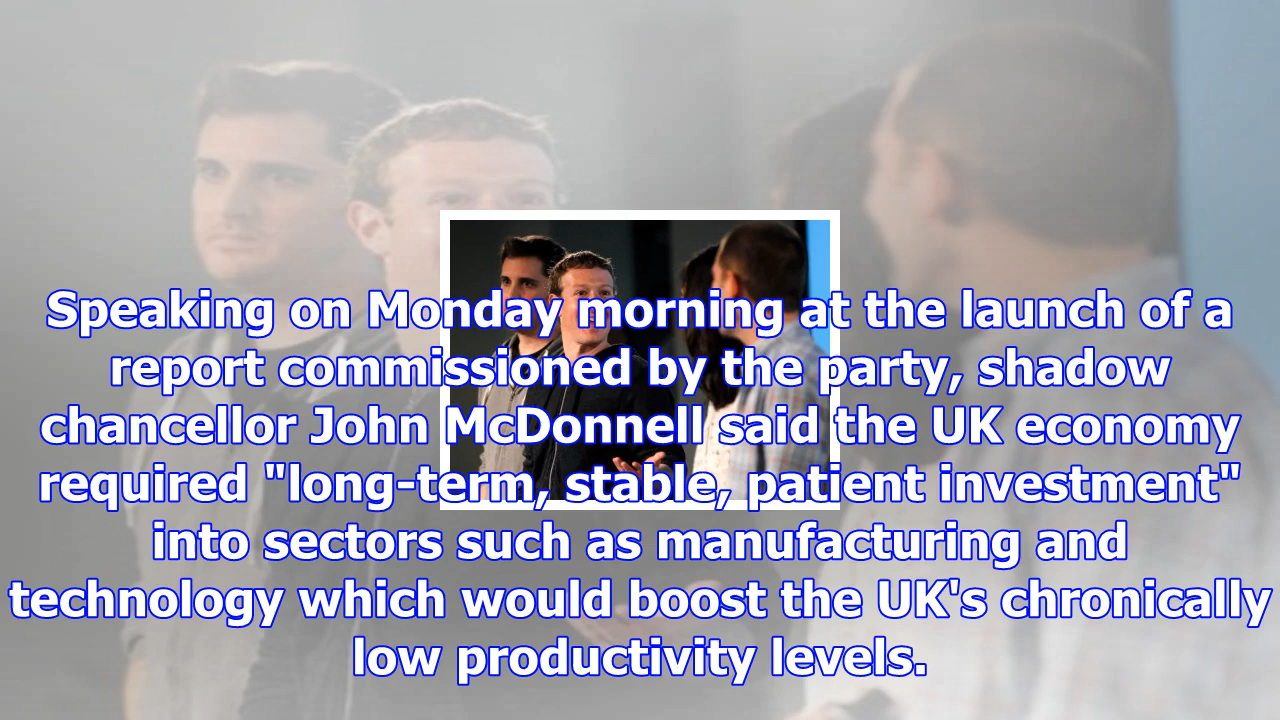 Speaking on Monday morning at the launch of a
report commissioned by the party, shadow
chancellor John McDonnell said the UK economy
required "long-term, stable, patient investment"
into sectors such as manufacturing and
technology which would boost the UK's chronically
low productivity levels.